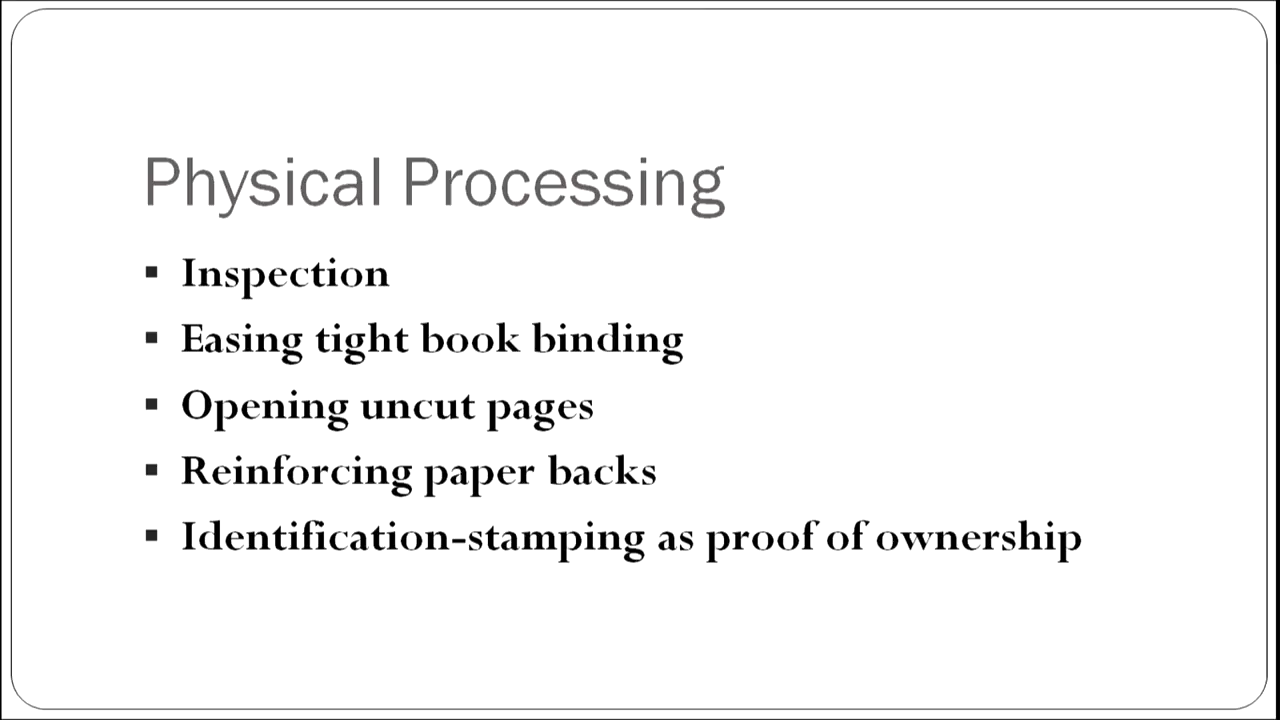 Physical Processing
▪ Inspection
▪ Easing tight book binding
▪ Opening uncut pages
▪ Reinforcing paper backs
▪ Identification-stamping as proof of ownership